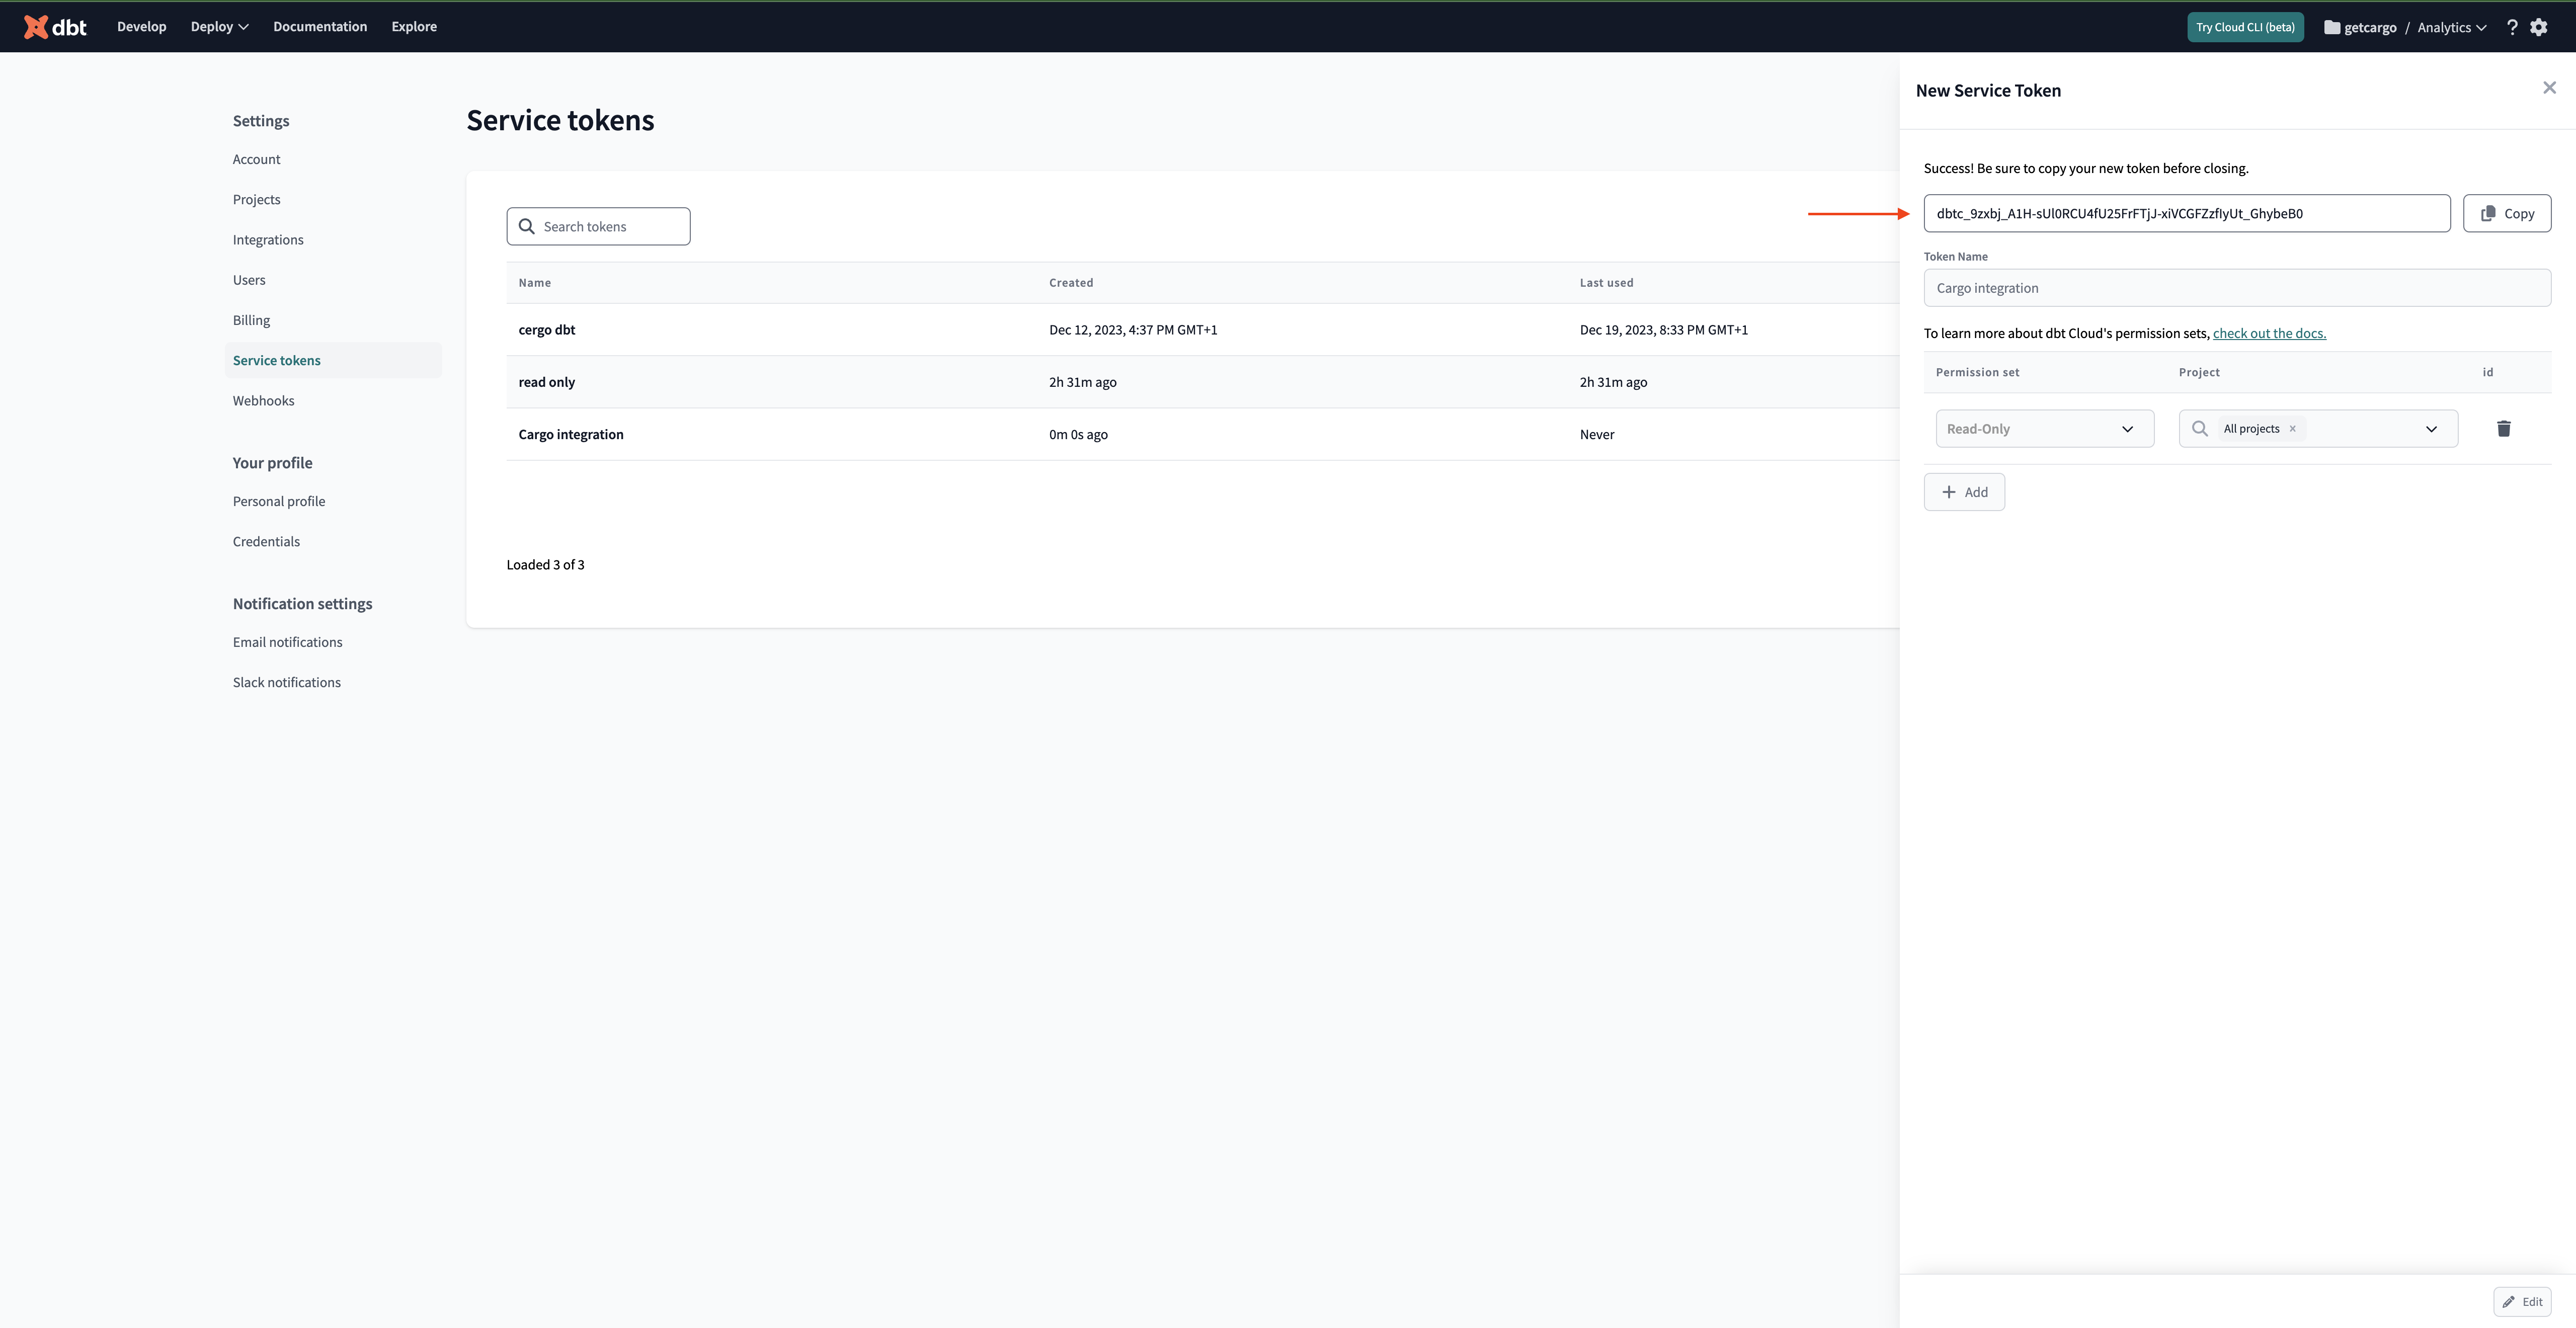 dbt Develop Deploy Documentation Explore Try Cloud CLI (beta) getcargo / Analytics ?
Settings
Account
Projects
Integrations
Users
Billing
Service tokens
Webhooks
Your profile
Personal profile
Credentials
Notification settings
Email notifications
Slack notifications
Service tokens
Search tokens
Name Created Last used
cergo dbt Dec 12, 2023, 4:37 PM GMT+1 Dec 19, 2023, 8:33 PM GMT+1
read only 2h 31m ago 2h 31m ago
Cargo integration 0m 0s ago Never
Loaded 3 of 3
New Service Token
Success! Be sure to copy your new token before closing.
dbtc_9zxbj_A1H-sUl0RCU4fU25FrFTjJ-xiVCGFZzfIyUt_GhybeB0 Copy
Token Name
Cargo integration
To learn more about dbt Cloud's permission sets, check out the docs.
Permission set Project id
Read-Only All projects
Add
Edit